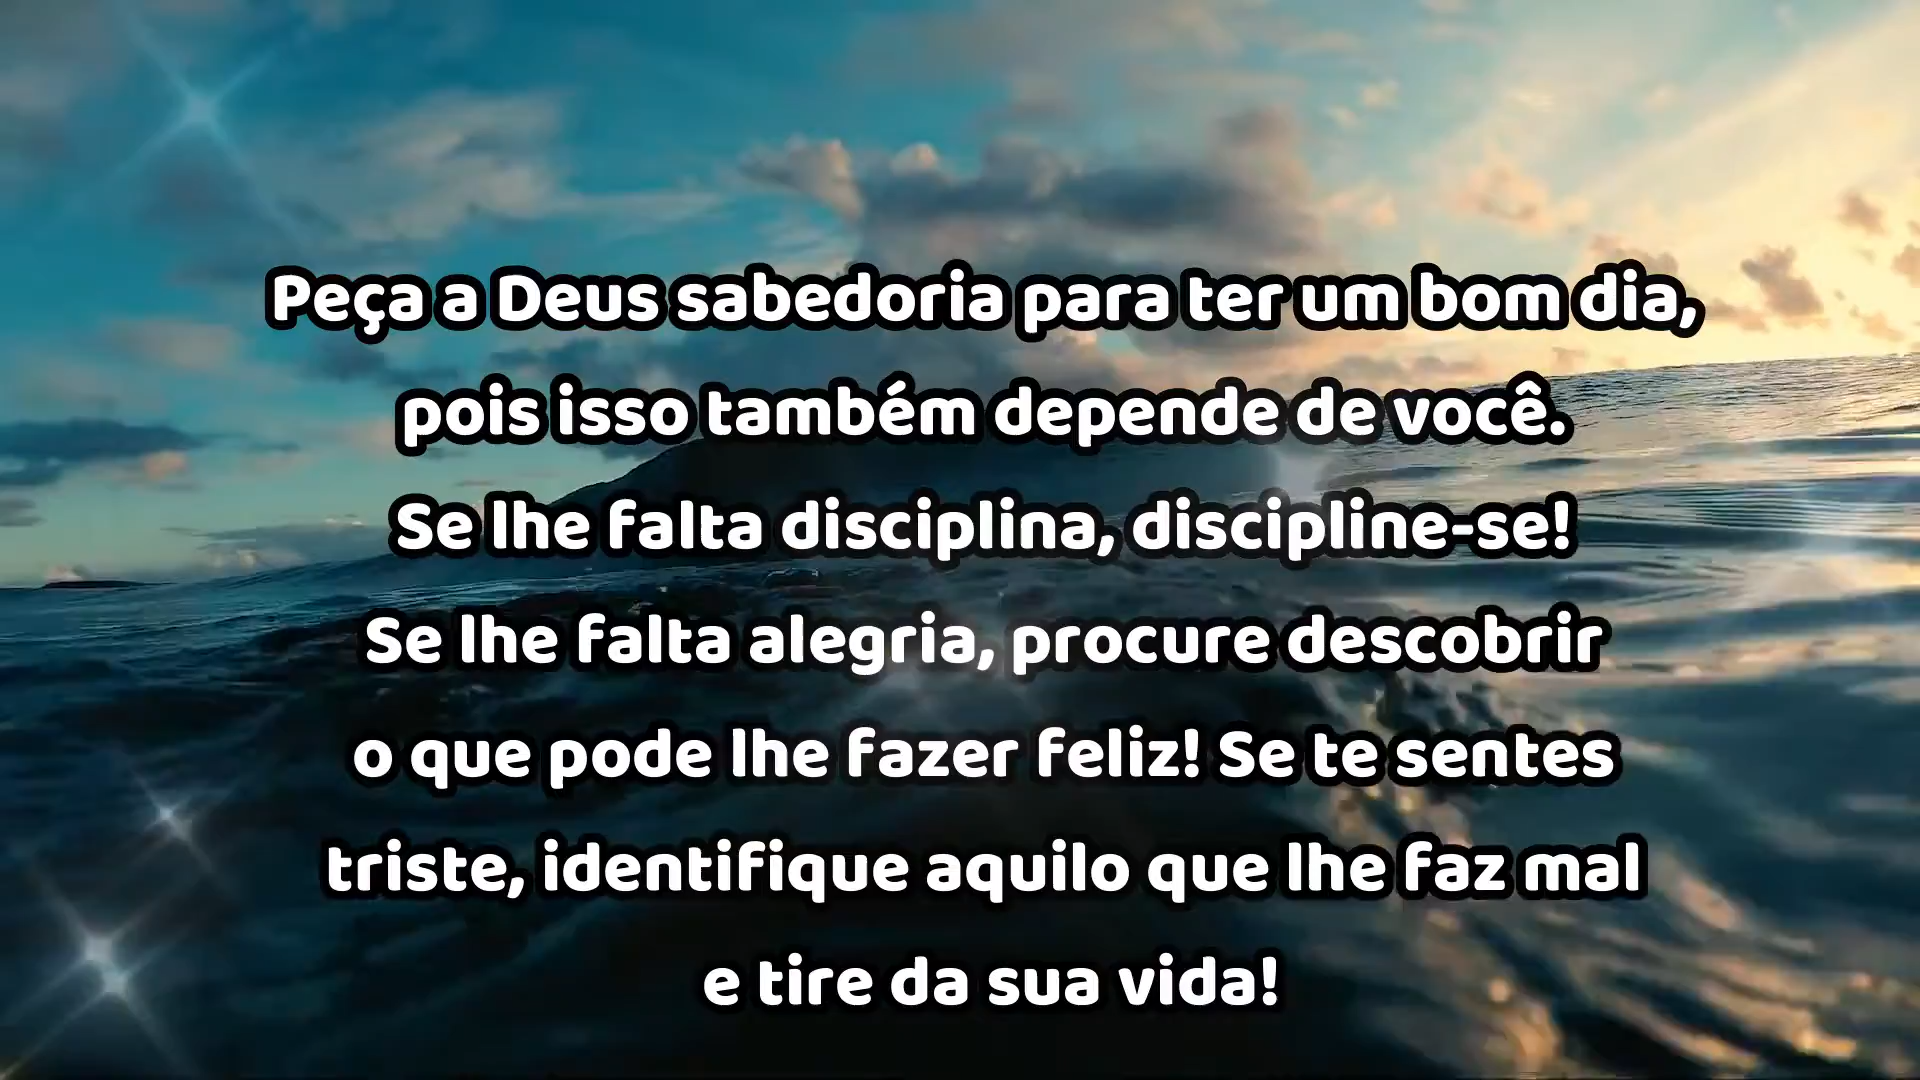 Peça a Deus sabedoria para ter um bom dia,
pois isso também depende de você.
Se lhe falta disciplina, discipline-se!
Se lhe falta alegria, procure descobrir
o que pode lhe fazer feliz! Se te sentes
triste, identifique aquilo que lhe faz mal
e tire da sua vida!